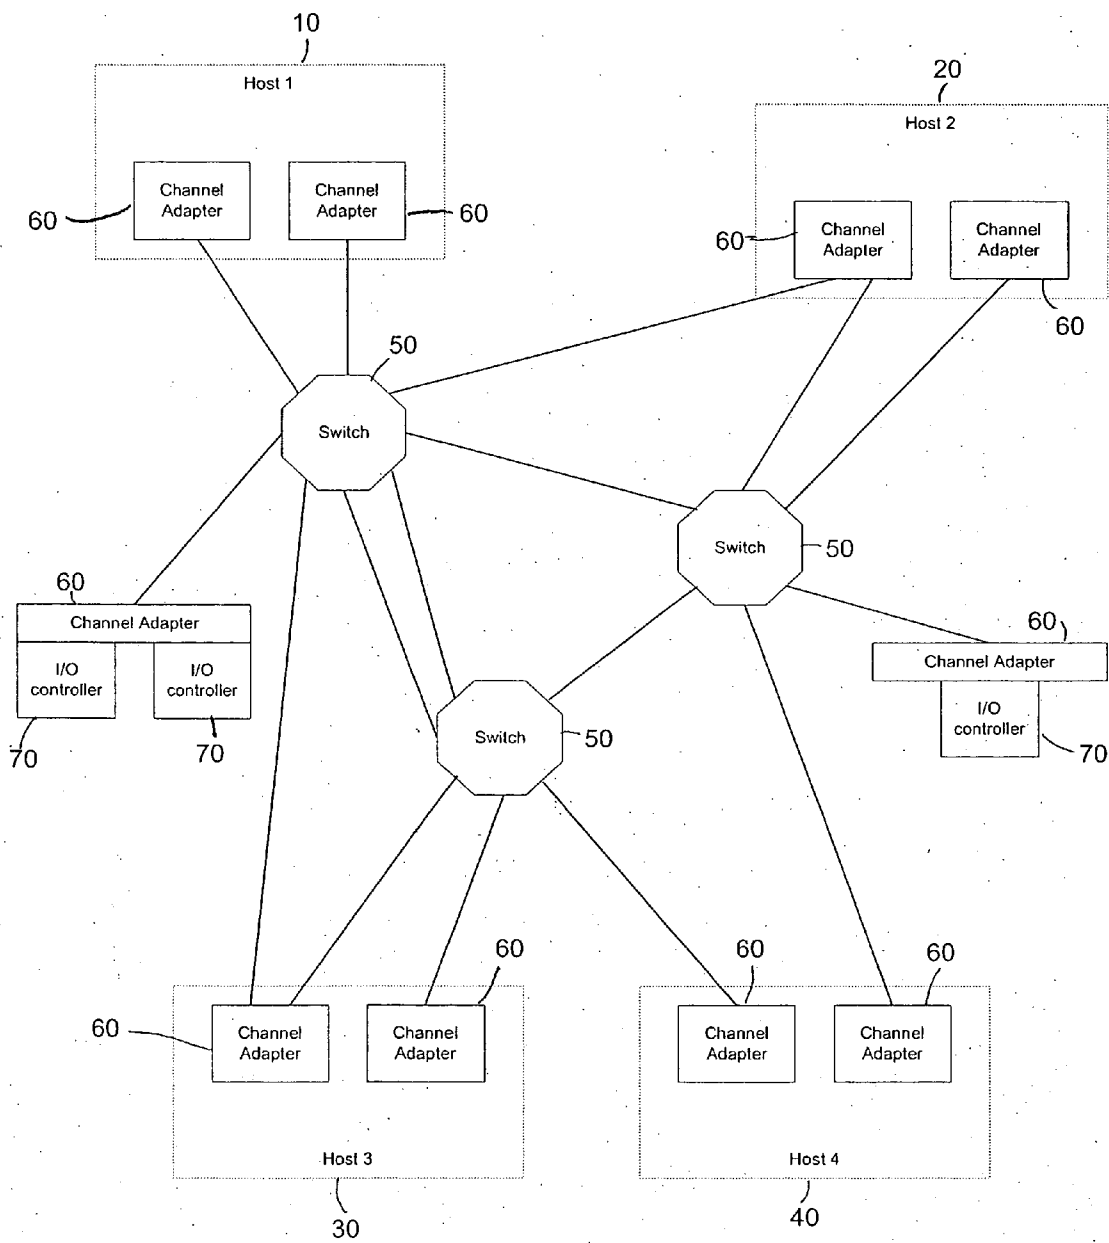 10
Host 1
20
Host 2
Channel
Adapter
Channel
Adapter
60
60
Channel
Adapter
Channel
Adapter
60
60
50
Switch
Switch
50
60
Channel Adapter
I/O
controller
I/O
controller
70
70
60
Channel Adapter
I/O
controller
70
Switch
50
60
60
60
60
Channel
Adapter
Channel
Adapter
Channel
Adapter
Channel
Adapter
Host 3
Host 4
30
40